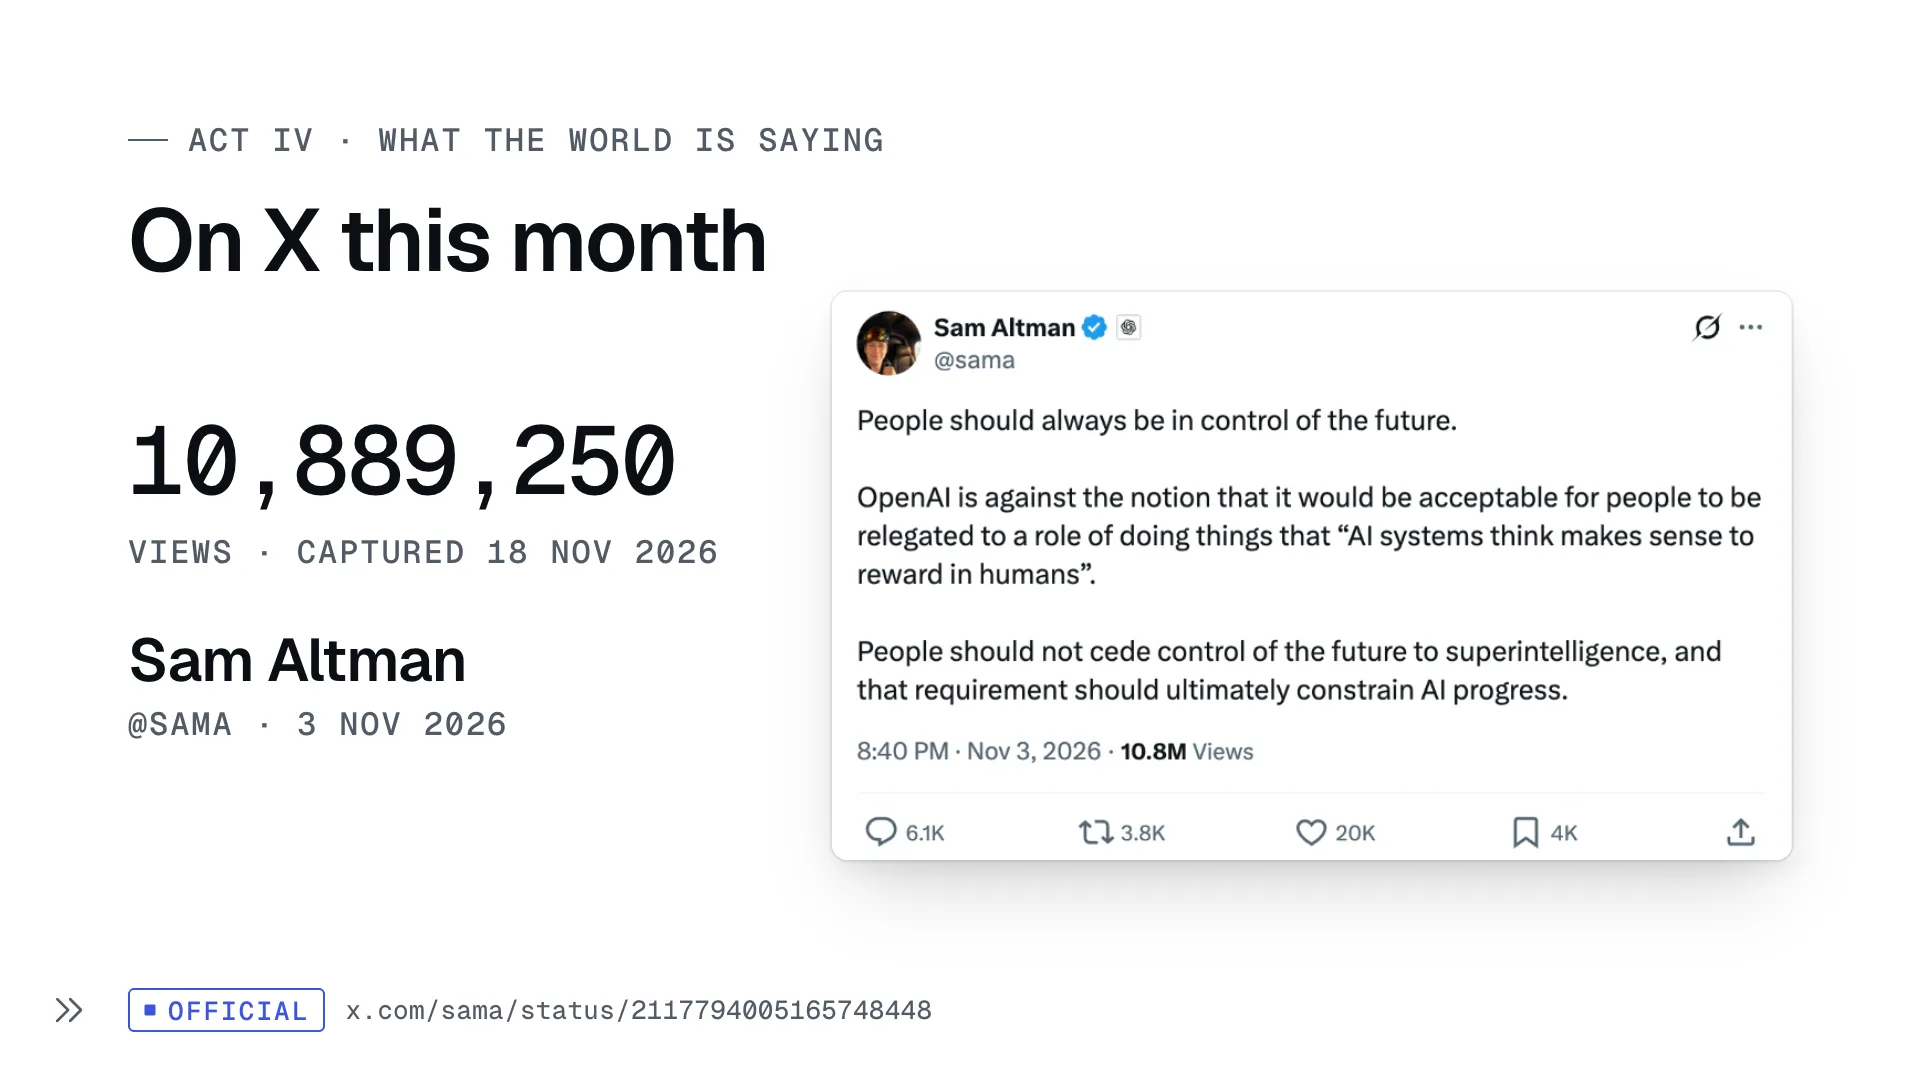 ACT IV · WHAT THE WORLD IS SAYING
On X this month
10,889,250
VIEWS · CAPTURED 18 NOV 2026
Sam Altman
@SAMA · 3 NOV 2026
Sam Altman
@sama
People should always be in control of the future.
OpenAI is against the notion that it would be acceptable for people to be
relegated to a role of doing things that “AI systems think makes sense to
reward in humans”.
People should not cede control of the future to superintelligence, and
that requirement should ultimately constrain AI progress.
8:40 PM · Nov 3, 2026 · 10.8M Views
6.1K 3.8K 20K 4K
OFFICIAL x.com/sama/status/2117794005165748448